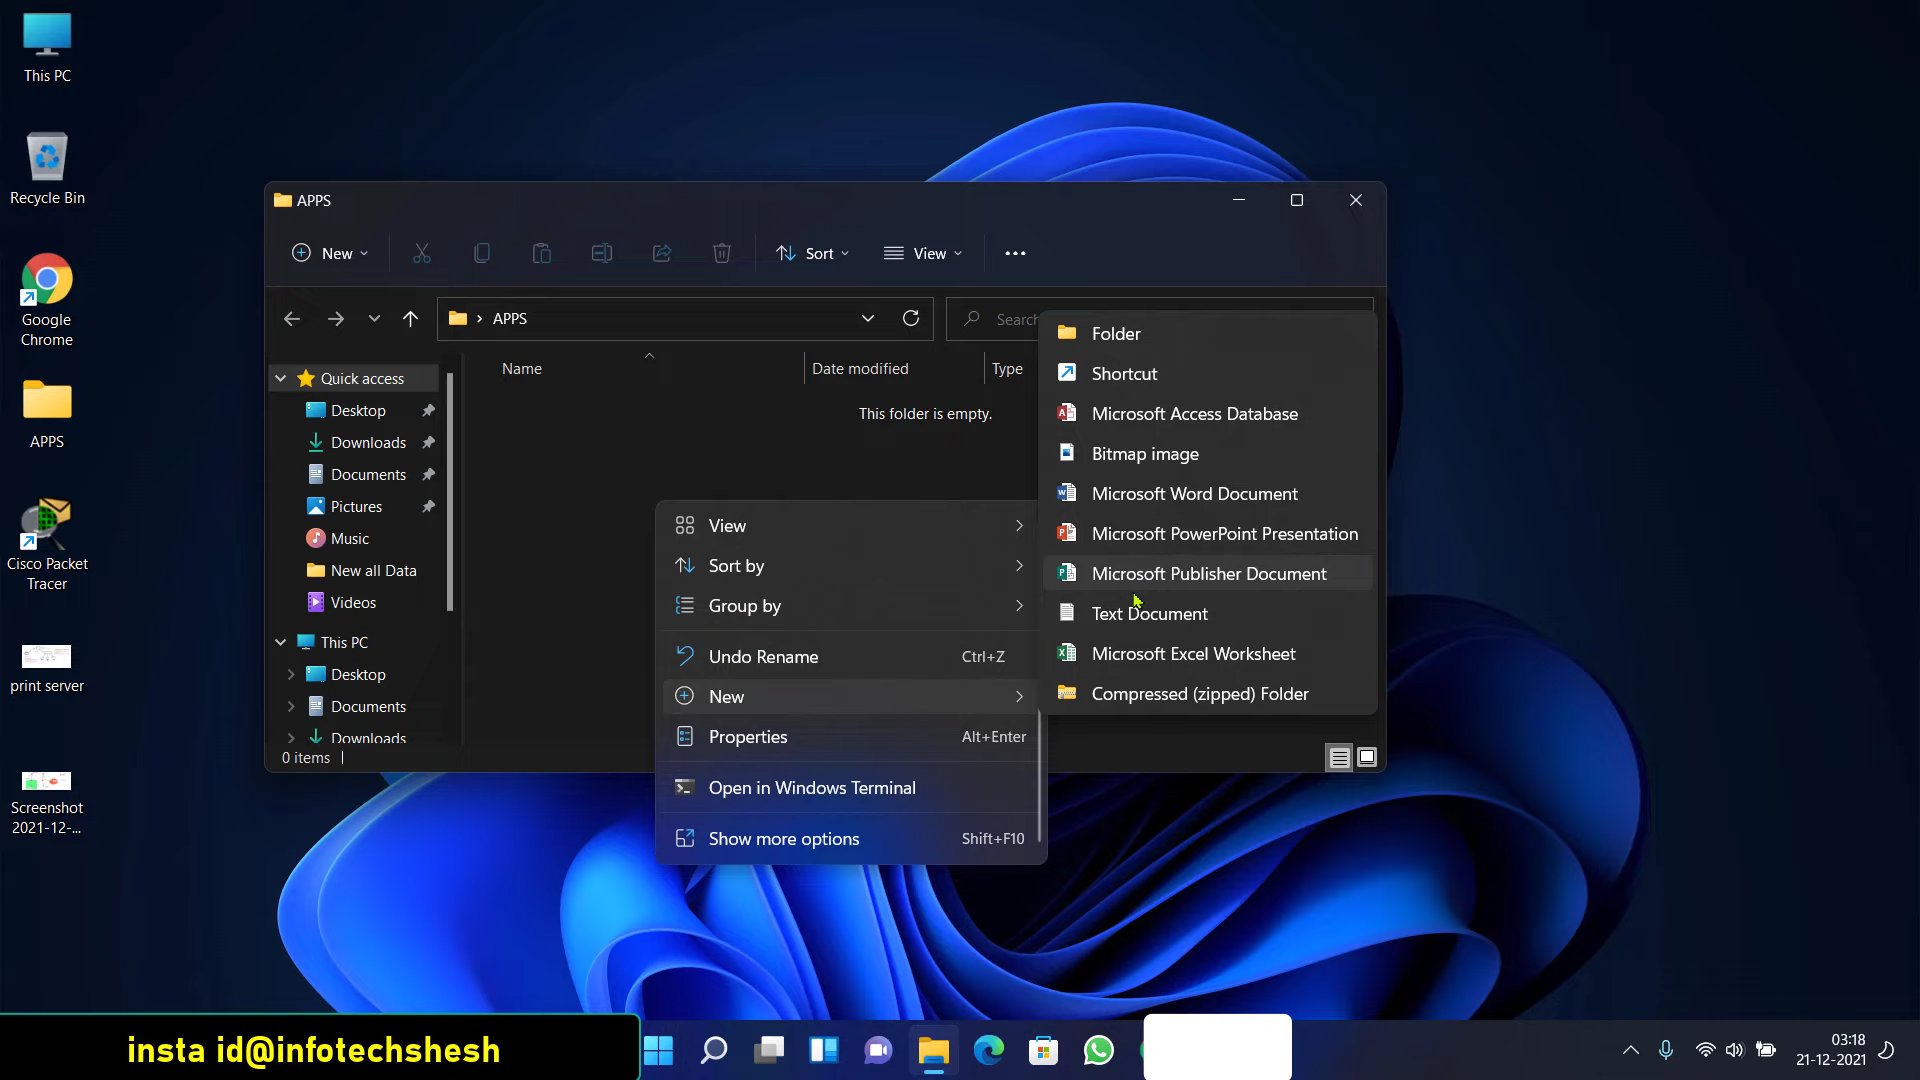 This PC
Recycle Bin
Google
Chrome
APPS
Cisco Packet
Tracer
print server
Screenshot
2021-12-...
APPS
New
Sort
View
APPS
Search
Quick access
Desktop
Downloads
Documents
Pictures
Music
New all Data
Videos
This PC
Desktop
Documents
Downloads
Name
Date modified
Type
This folder is empty.
0 items
View
Sort by
Group by
Undo Rename Ctrl+Z
New
Properties Alt+Enter
Open in Windows Terminal
Show more options Shift+F10
Folder
Shortcut
Microsoft Access Database
Bitmap image
Microsoft Word Document
Microsoft PowerPoint Presentation
Microsoft Publisher Document
Text Document
Microsoft Excel Worksheet
Compressed (zipped) Folder
insta id@infotechshesh
03:18
21-12-2021